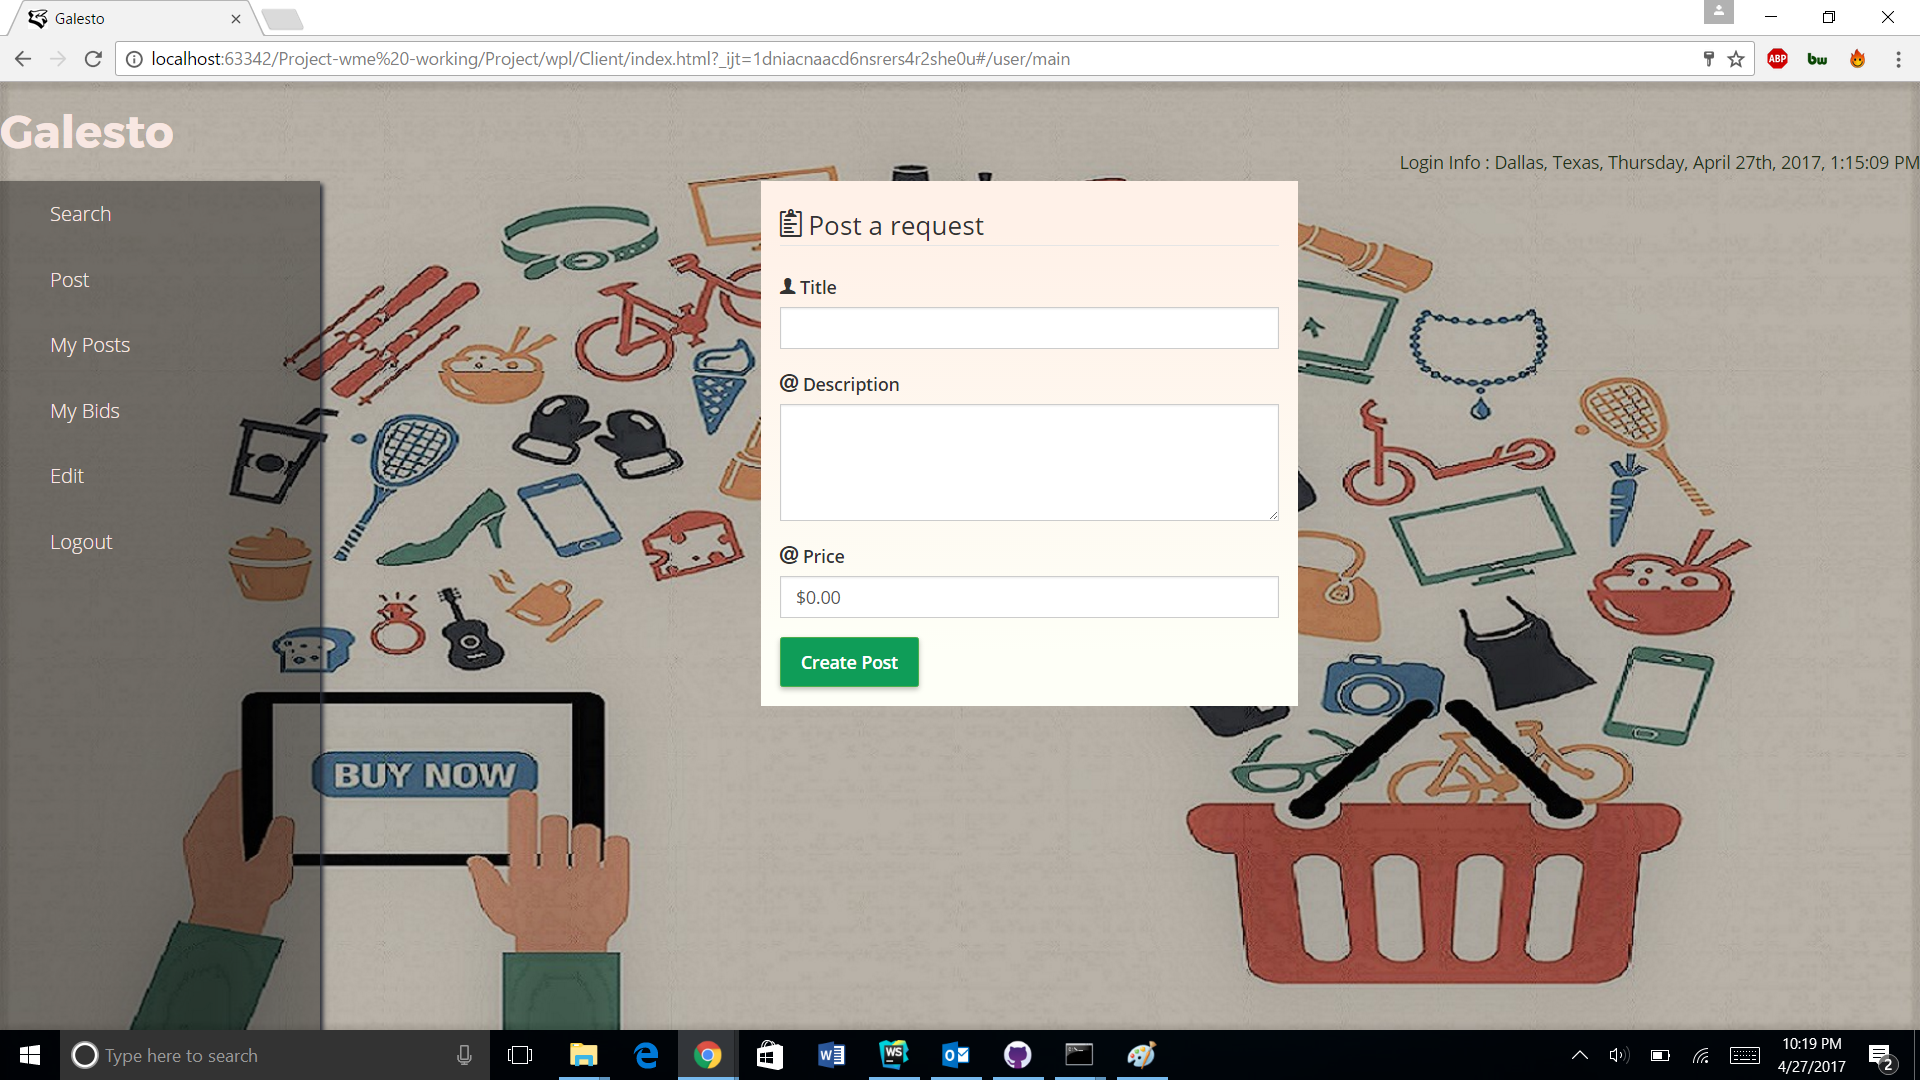 Galesto
localhost:63342/Project-wme%20-working/Project/wpl/Client/index.html?_ijt=1dniacnaacd6nsrers4r2she0u#/user/main
ABP
bw
Galesto
Login Info : Dallas, Texas, Thursday, April 27th, 2017, 1:15:09 PM
Search
Post
My Posts
My Bids
Edit
Logout
Post a request
Title
@ Description
@ Price
$0.00
Create Post
BUY NOW
Type here to search
WS
10:19 PM
4/27/2017
2